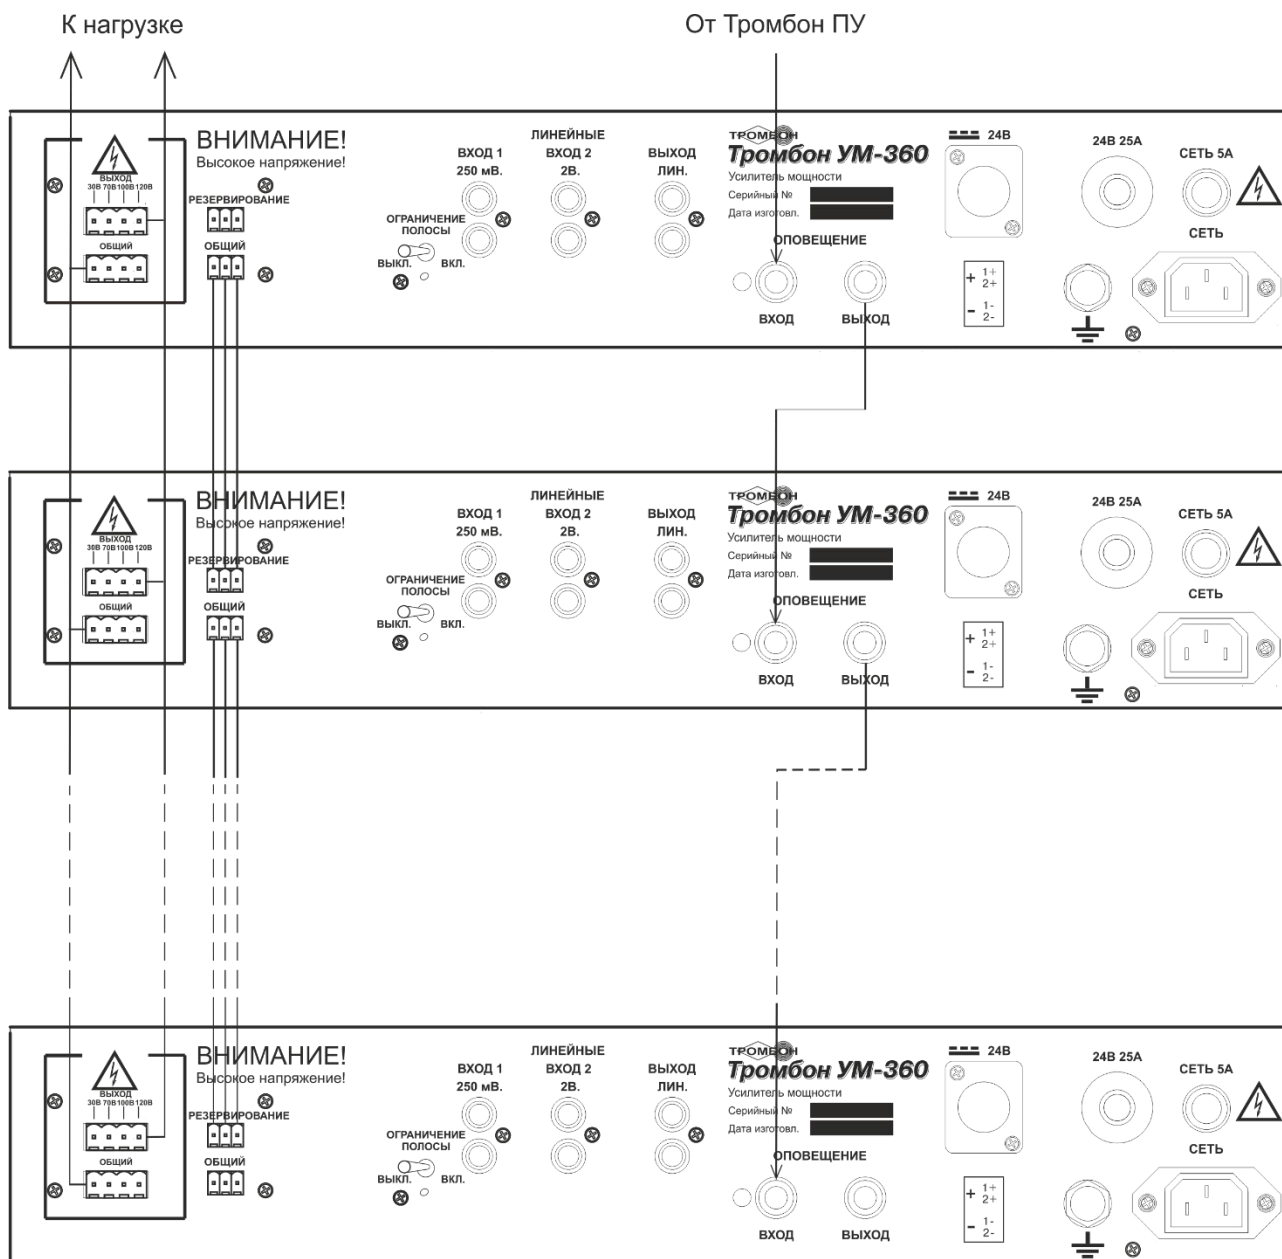 К нагрузке
От Тромбон ПУ
ВНИМАНИЕ!
Высокое напряжение!
ВЫХОД
30В 70В 100В 120В
ОБЩИЙ
РЕЗЕРВИРОВАНИЕ
ОБЩИЙ
ОГРАНИЧЕНИЕ
ПОЛОСЫ
ВЫКЛ. ВКЛ.
ЛИНЕЙНЫЕ
ВХОД 1 ВХОД 2 ВЫХОД
250 мВ. 2В. ЛИН.
ТРОМБОН
Тромбон УМ-360
Усилитель мощности
Серийный №
Дата изготовл.
ОПОВЕЩЕНИЕ
ВХОД ВЫХОД
24В
+ 1+
2+
- 1-
2-
24В 25А
СЕТЬ 5А
СЕТЬ
ВНИМАНИЕ!
Высокое напряжение!
ВЫХОД
30В 70В 100В 120В
ОБЩИЙ
РЕЗЕРВИРОВАНИЕ
ОБЩИЙ
ОГРАНИЧЕНИЕ
ПОЛОСЫ
ВЫКЛ. ВКЛ.
ЛИНЕЙНЫЕ
ВХОД 1 ВХОД 2 ВЫХОД
250 мВ. 2В. ЛИН.
ТРОМБОН
Тромбон УМ-360
Усилитель мощности
Серийный №
Дата изготовл.
ОПОВЕЩЕНИЕ
ВХОД ВЫХОД
24В
+ 1+
2+
- 1-
2-
24В 25А
СЕТЬ 5А
СЕТЬ
ВНИМАНИЕ!
Высокое напряжение!
ВЫХОД
30В 70В 100В 120В
ОБЩИЙ
РЕЗЕРВИРОВАНИЕ
ОБЩИЙ
ОГРАНИЧЕНИЕ
ПОЛОСЫ
ВЫКЛ. ВКЛ.
ЛИНЕЙНЫЕ
ВХОД 1 ВХОД 2 ВЫХОД
250 мВ. 2В. ЛИН.
ТРОМБОН
Тромбон УМ-360
Усилитель мощности
Серийный №
Дата изготовл.
ОПОВЕЩЕНИЕ
ВХОД ВЫХОД
24В
+ 1+
2+
- 1-
2-
24В 25А
СЕТЬ 5А
СЕТЬ